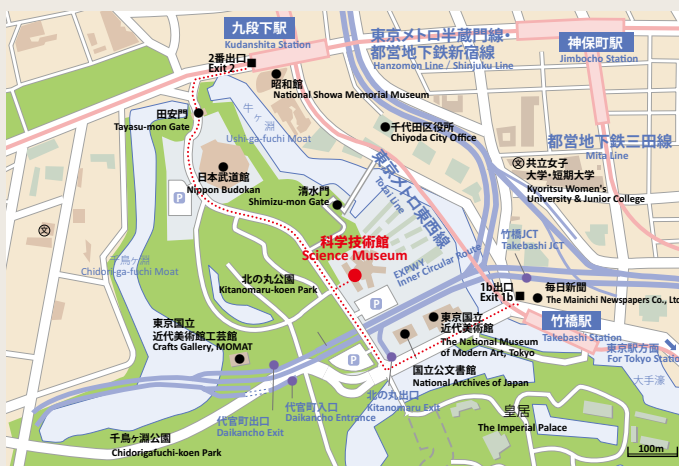 九段下駅
Kudanshita Station
2番出口
Exit 2
昭和館
National Showa Memorial Museum
東京メトロ半蔵門線・
都営地下鉄新宿線
Hanzomon Line / Shinjuku Line
神保町駅
Jimbocho Station
田安門
Tayasu-mon Gate
牛ヶ淵
Ushi-ga-fuchi Moat
千代田区役所
Chiyoda City Office
都営地下鉄三田線
Mita Line
日本武道館
Nippon Budokan
清水門
Shimizu-mon Gate
東京メトロ東西線
Tozai Line
文
共立女子
大学・短期大学
Kyoritsu Women's
University & Junior College
P
文
科学技術館
Science Museum
竹橋JCT
Takebashi JCT
千鳥ヶ淵
Chidori-ga-fuchi Moat
北の丸公園
Kitanomaru-koen Park
EXPWY
Inner Circular Route
1b出口
Exit 1b
毎日新聞
The Mainichi Newspapers Co., Ltd
P
竹橋駅
Takebashi Station
東京国立
近代美術館工芸館
Crafts Gallery, MOMAT
東京国立
近代美術館
The National Museum
of Modern Art, Tokyo
東京駅方面
For Tokyo Station
P
国立公文書館
National Archives of Japan
大手濠
代官町出口
Daikancho Exit
代官町入口
Daikancho Entrance
北の丸出口
Kitanomaru Exit
皇居
The Imperial Palace
千鳥ヶ淵公園
Chidorigafuchi-koen Park
100m